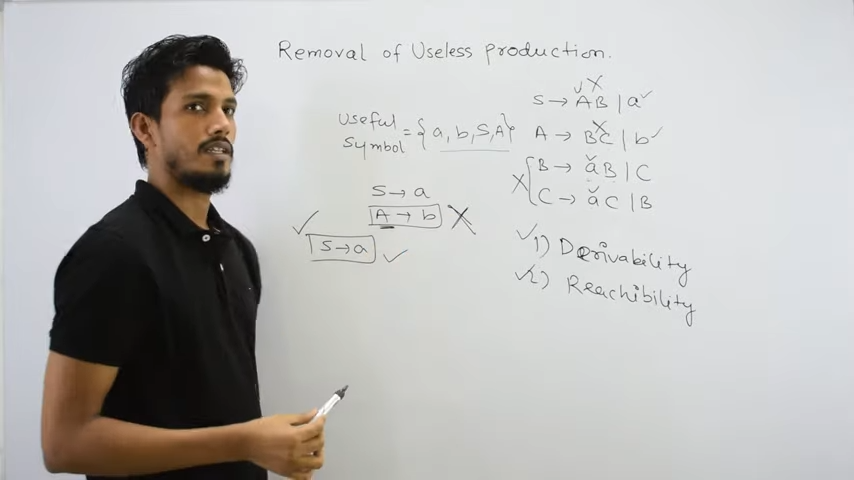 Removal of Useless production.
S → AB | a
A → BC | b
B → aB | C
C → aC | B
Useful
Symbol = {a, b, S, A}
S → a
A → b
S → a
1) Derivability
2) Reachibility